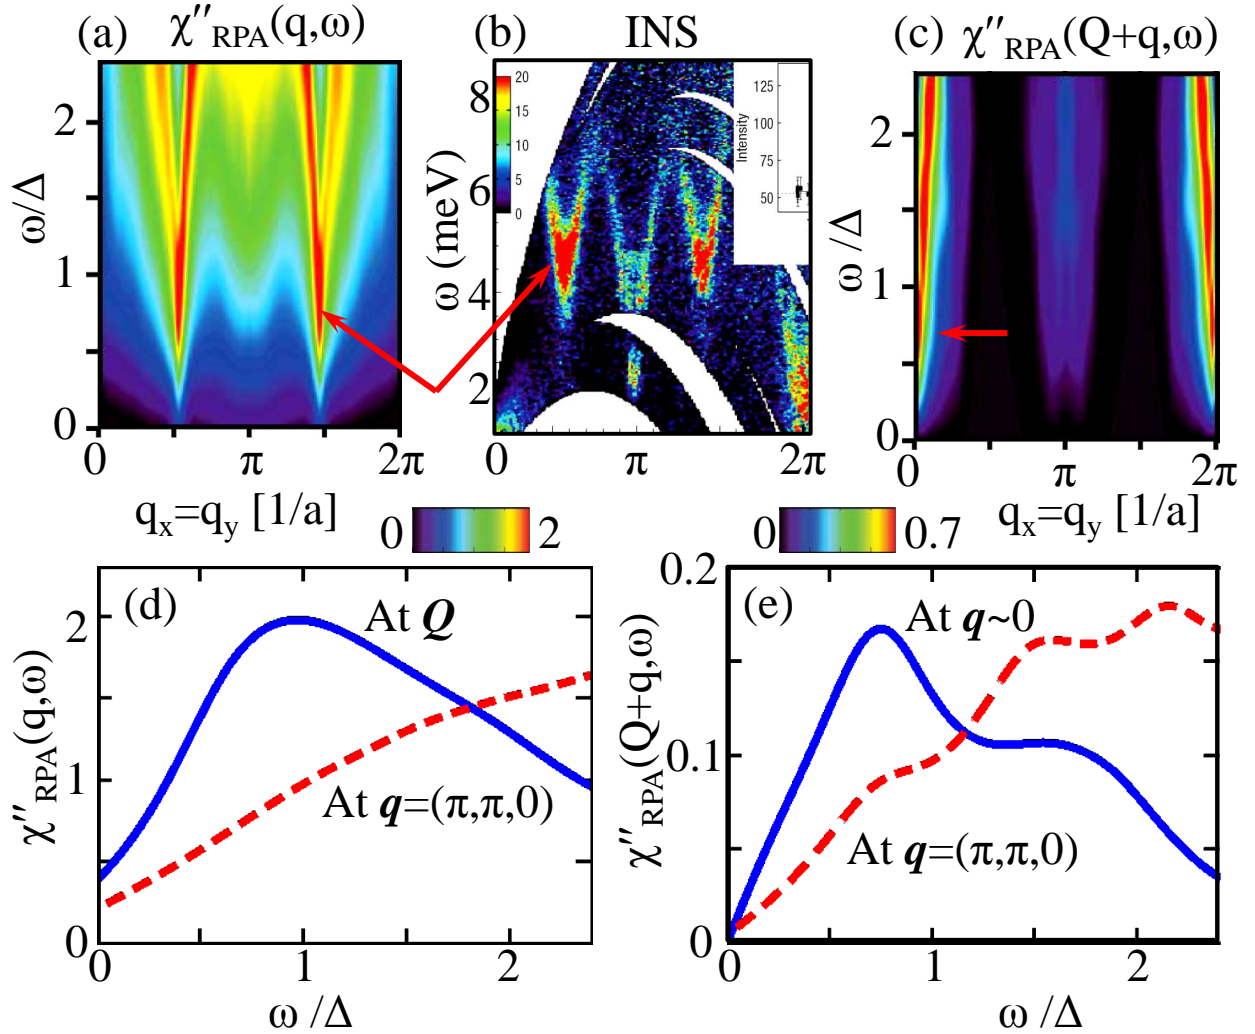 (a) χ″RPA(q,ω)
(b) INS
(c) χ″RPA(Q+q,ω)
2
1
0
ω/Δ
0 π 2π
qx=qy [1/a]
0 2
8
6
4
2
ω (meV)
20
15
10
5
0
125
100
75
50
Intensity
0 π 2π
2
1
0
ω/Δ
0 π 2π
qx=qy [1/a]
0 0.7
(d)
At Q
At q=(π,π,0)
2
1
0
χ″RPA(q,ω)
0 1 2
ω/Δ
(e)
At q~0
At q=(π,π,0)
0.2
0.1
0
χ″RPA(Q+q,ω)
0 1 2
ω/Δ